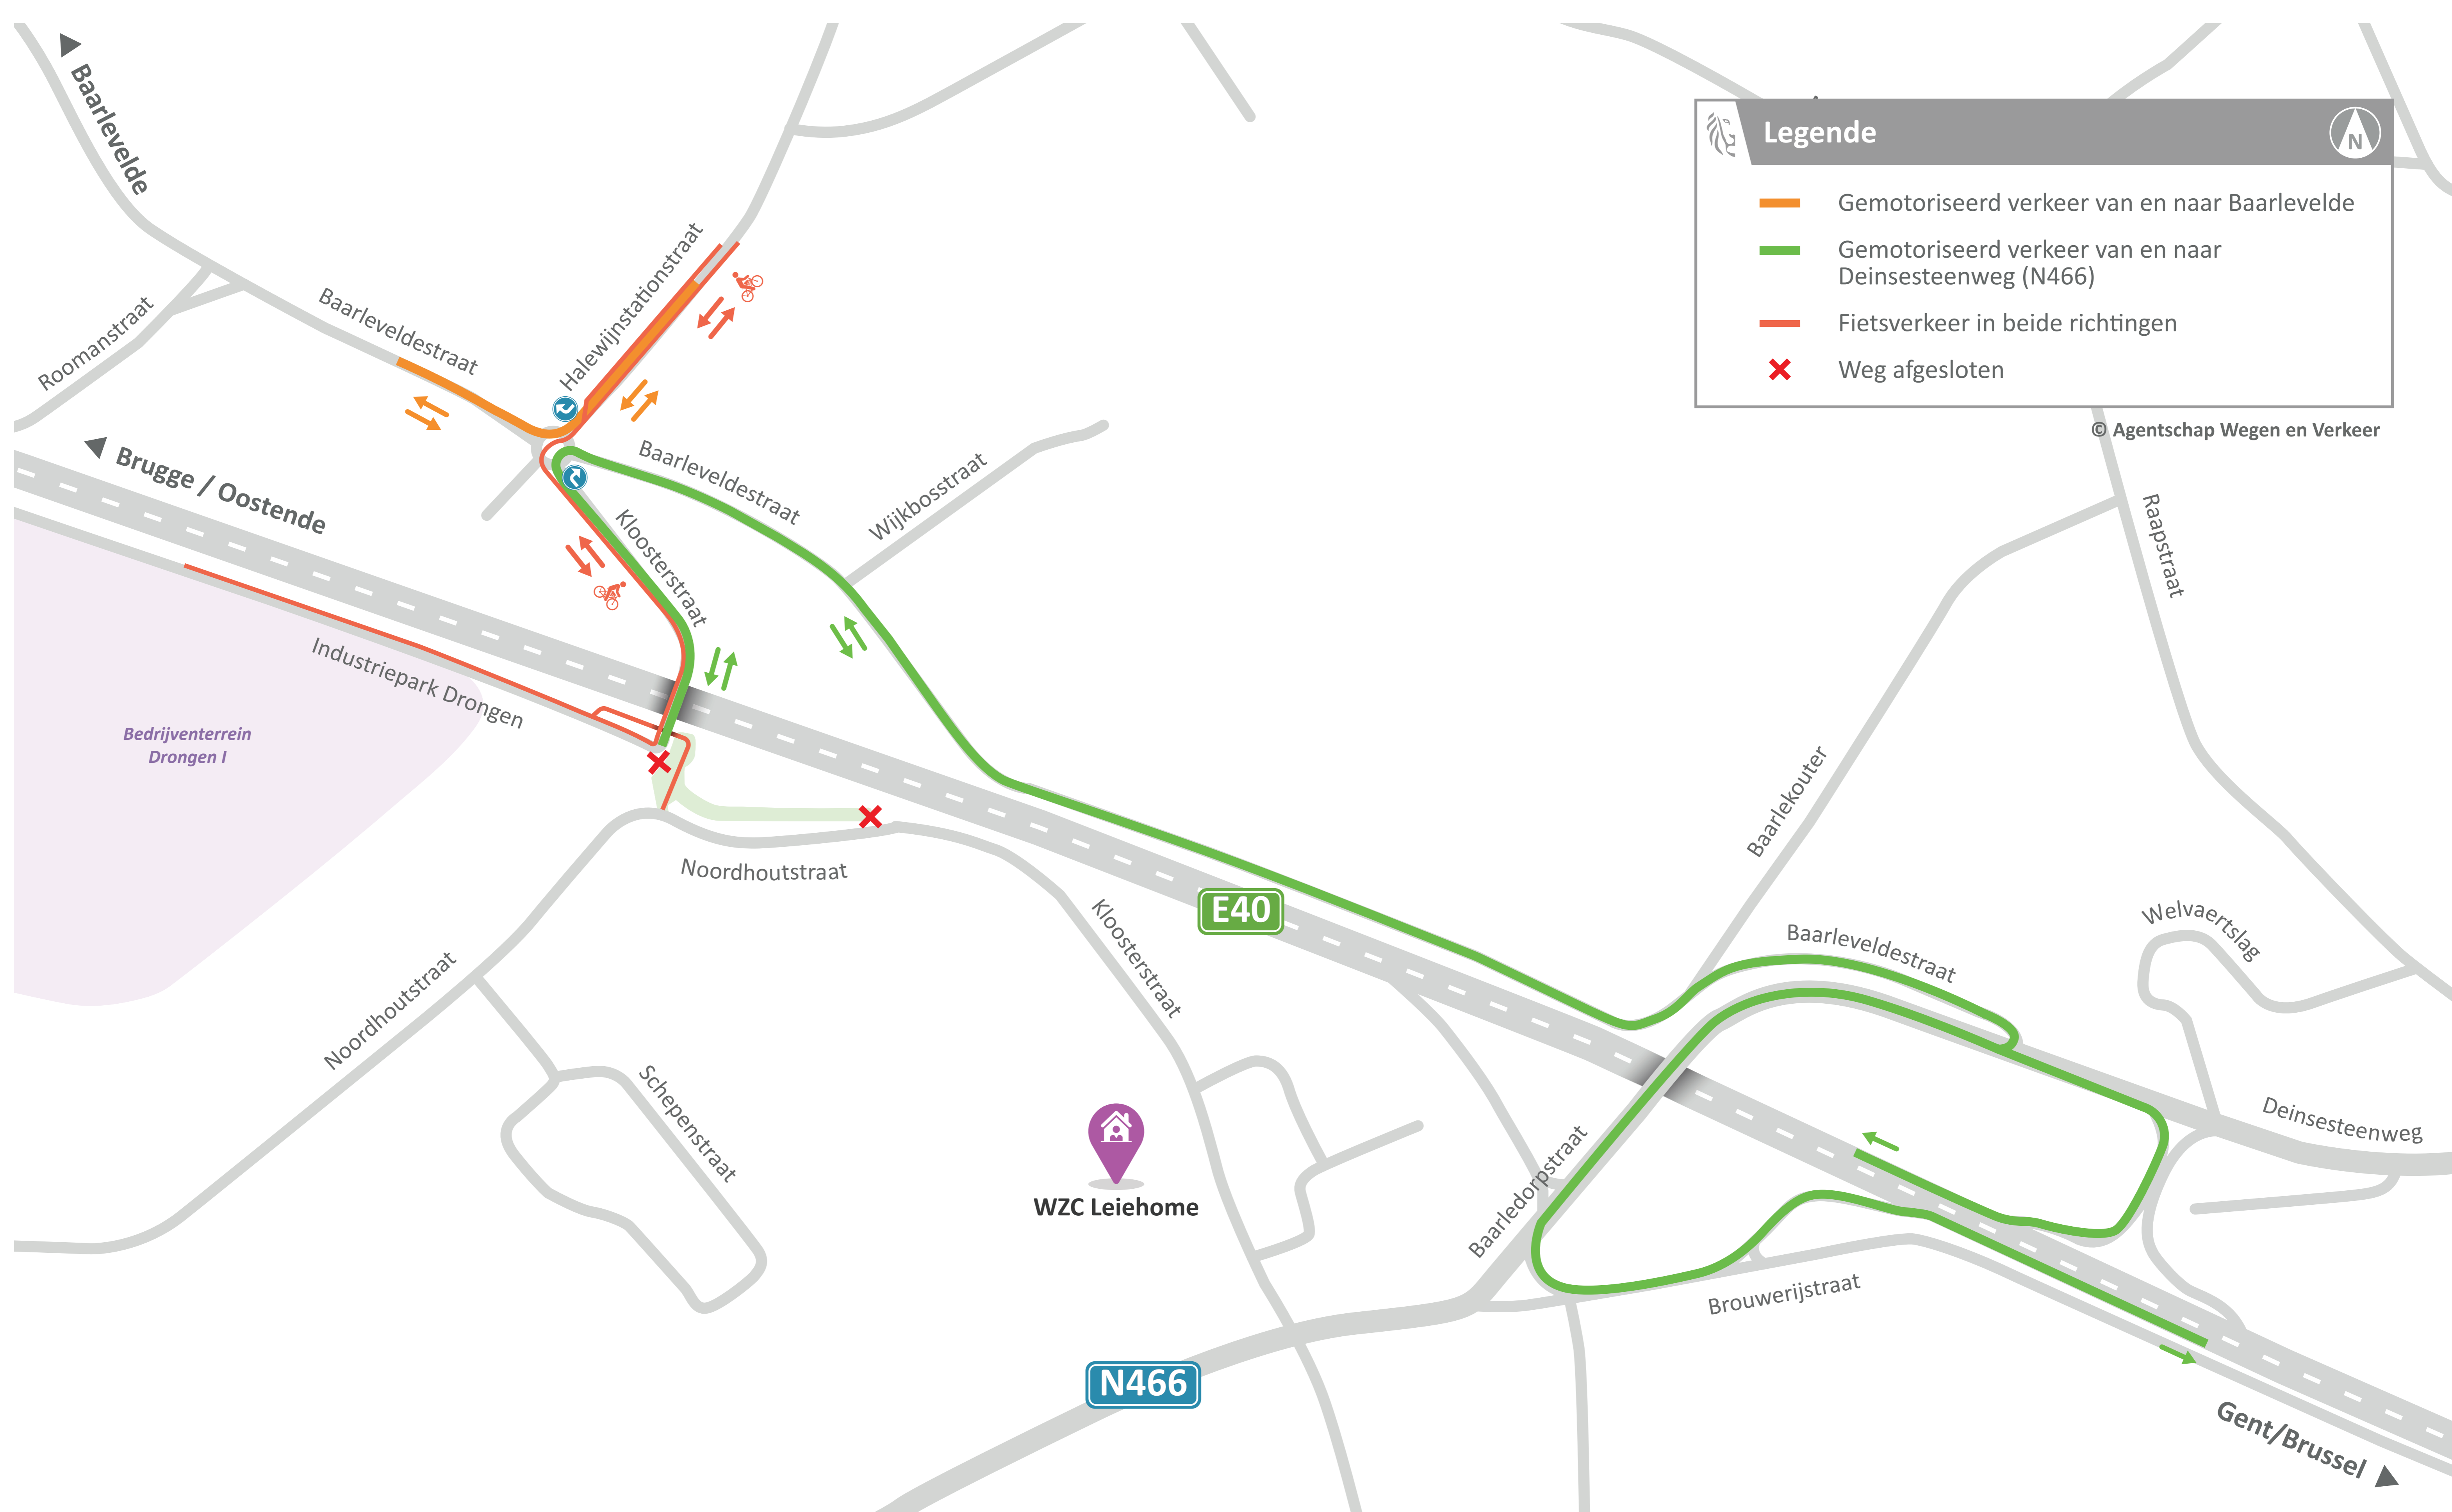 Baarlevelde
Legende
N
Gemotoriseerd verkeer van en naar Baarlevelde
Gemotoriseerd verkeer van en naar
Deinsesteenweg (N466)
Fietsverkeer in beide richtingen
Weg afgesloten
© Agentschap Wegen en Verkeer
Halewijnstationstraat
Roomanstraat
Baarleveldestraat
Brugge / Oostende
Baarleveldestraat
Wijkbosstraat
Kloosterstraat
Raapstraat
Industriepark Drongen
Bedrijventerrein
Drongen I
Baarlekouter
Noordhoutstraat
E40
Kloosterstraat
Baarleveldestraat
Welvaertslag
Noordhoutstraat
Schepenstraat
WZC Leiehome
Baarledorpstraat
Deinsesteenweg
Brouwerijstraat
N466
Gent/Brussel